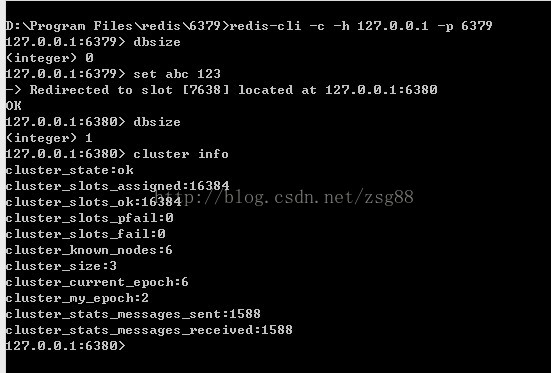 D:\Program Files\redis\6379>redis-cli -c -h 127.0.0.1 -p 6379
127.0.0.1:6379> dbsize
(integer) 0
127.0.0.1:6379> set abc 123
-> Redirected to slot [7638] located at 127.0.0.1:6380
OK
127.0.0.1:6380> dbsize
(integer) 1
127.0.0.1:6380> cluster info
cluster_state:ok
cluster_slots_assigned:16384
cluster_slots_ok:16384
http://blog.csdn.net/zsg88
cluster_slots_pfail:0
cluster_slots_fail:0
cluster_known_nodes:6
cluster_size:3
cluster_current_epoch:6
cluster_my_epoch:2
cluster_stats_messages_sent:1588
cluster_stats_messages_received:1588
127.0.0.1:6380>